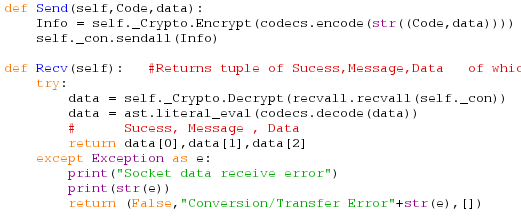 def Send(self,Code,data):
    Info = self._Crypto.Encrypt(codecs.encode(str((Code,data))))
    self._con.sendall(Info)

def Recv(self):   #Returns tuple of Sucess,Message,Data   of whic
    try:
        data = self._Crypto.Decrypt(recvall.recvall(self._con))
        data = ast.literal_eval(codecs.decode(data))
        #      Sucess, Message , Data
        return data[0],data[1],data[2]
    except Exception as e:
        print("Socket data receive error")
        print(str(e))
        return (False,"Conversion/Transfer Error"+str(e),[])